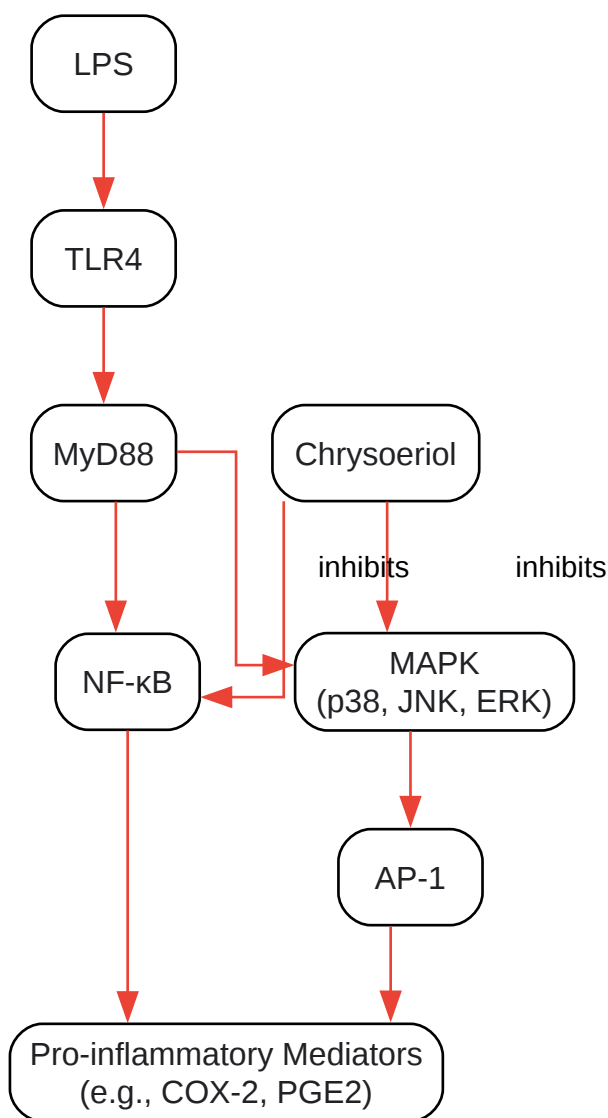 LPS
TLR4
MyD88
Chrysoeriol
inhibits
inhibits
NF-κB
MAPK
(p38, JNK, ERK)
AP-1
Pro-inflammatory Mediators
(e.g., COX-2, PGE2)